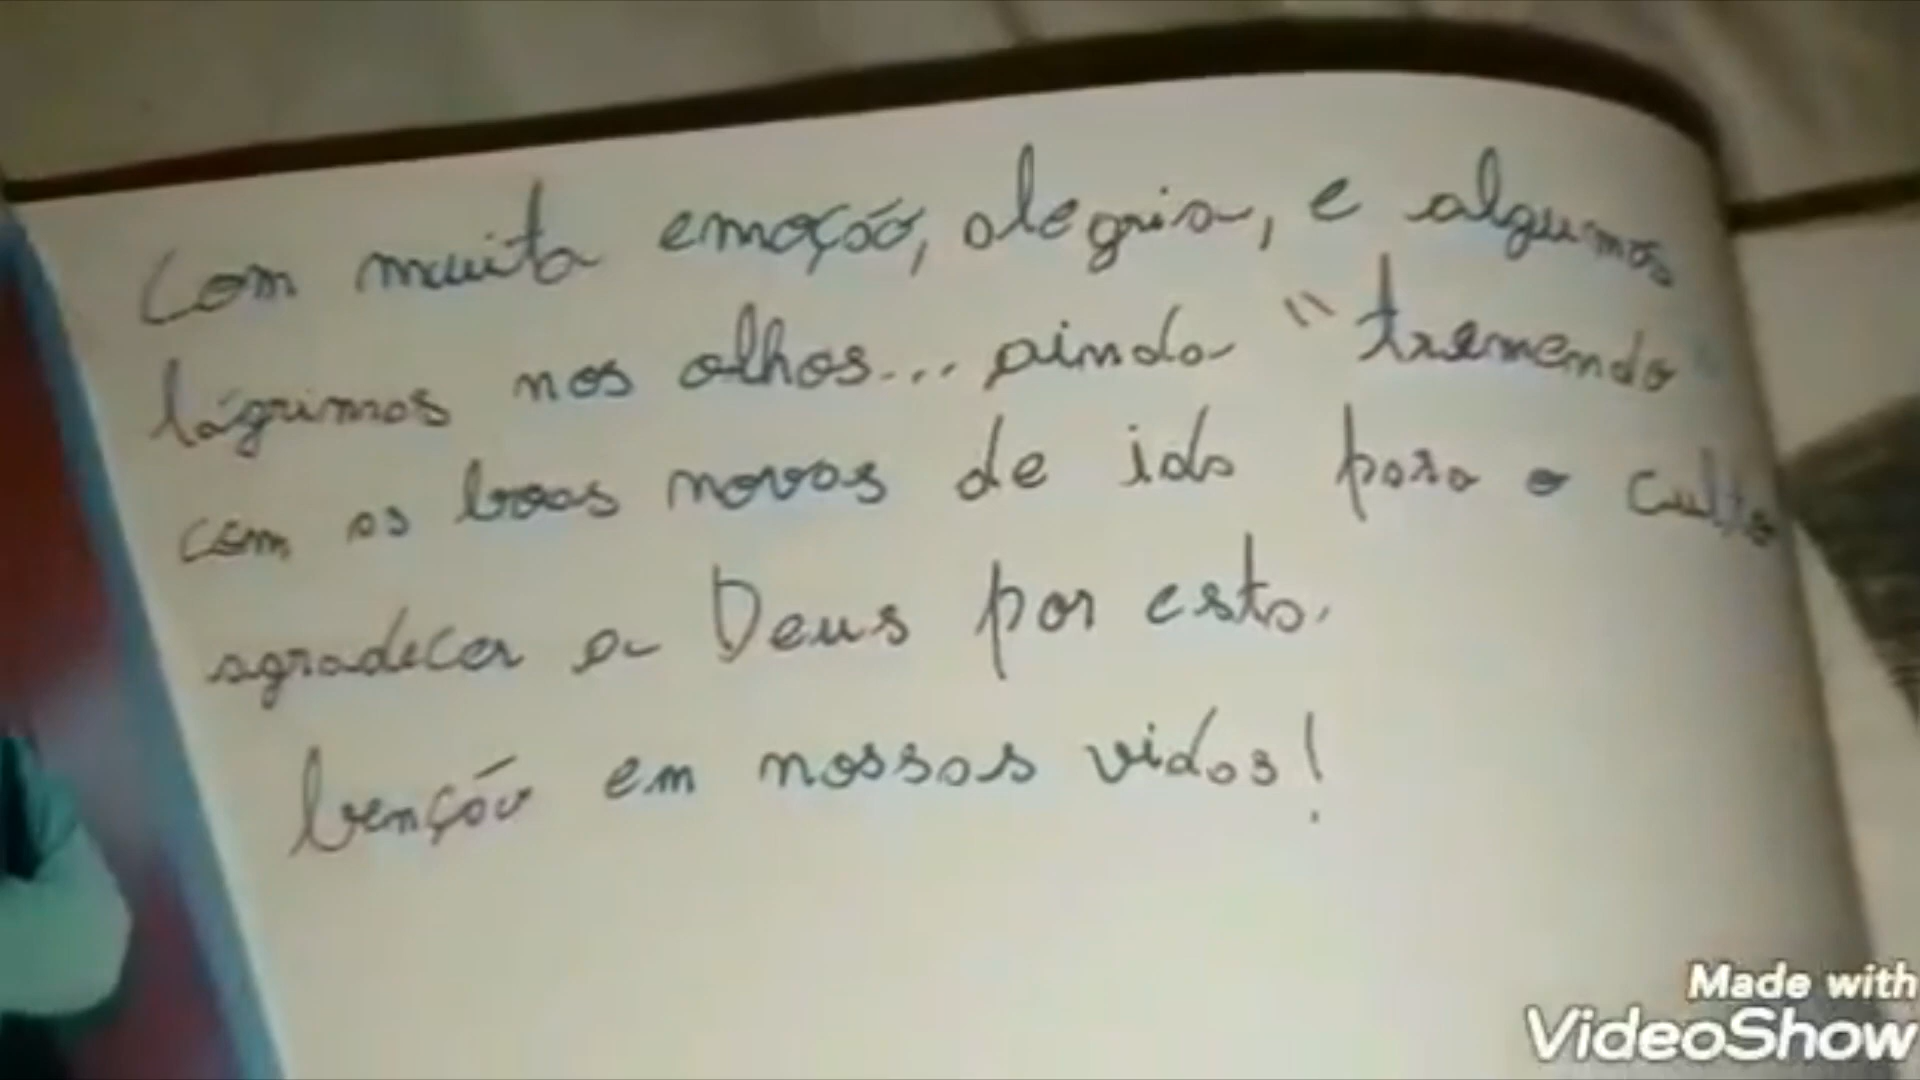 Com muita emoção, alegria, e algumas
lágrimas nos olhos... ainda "tremendo"
com as boas novas de ida para o culto
agradecer a Deus por esta
benção em nossas vidas!
Made with
VideoShow